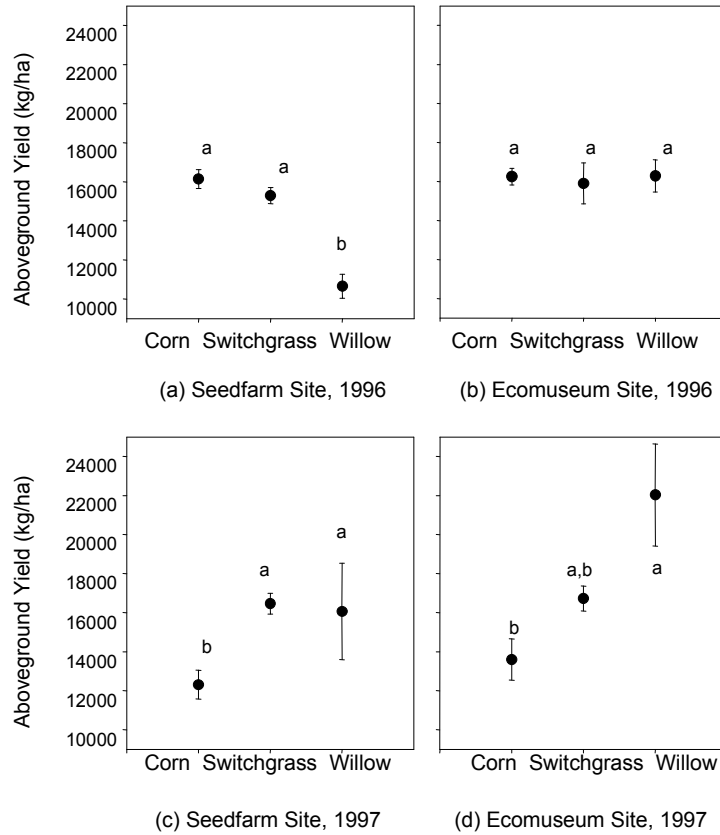 Aboveground Yield (kg/ha)
24000
22000
20000
18000
16000
14000
12000
10000
a
a
b
a
a
a
Corn Switchgrass Willow
Corn Switchgrass Willow
(a) Seedfarm Site, 1996
(b) Ecomuseum Site, 1996
Aboveground Yield (kg/ha)
24000
22000
20000
18000
16000
14000
12000
10000
b
a
a
b
a,b
a
Corn Switchgrass Willow
Corn Switchgrass Willow
(c) Seedfarm Site, 1997
(d) Ecomuseum Site, 1997